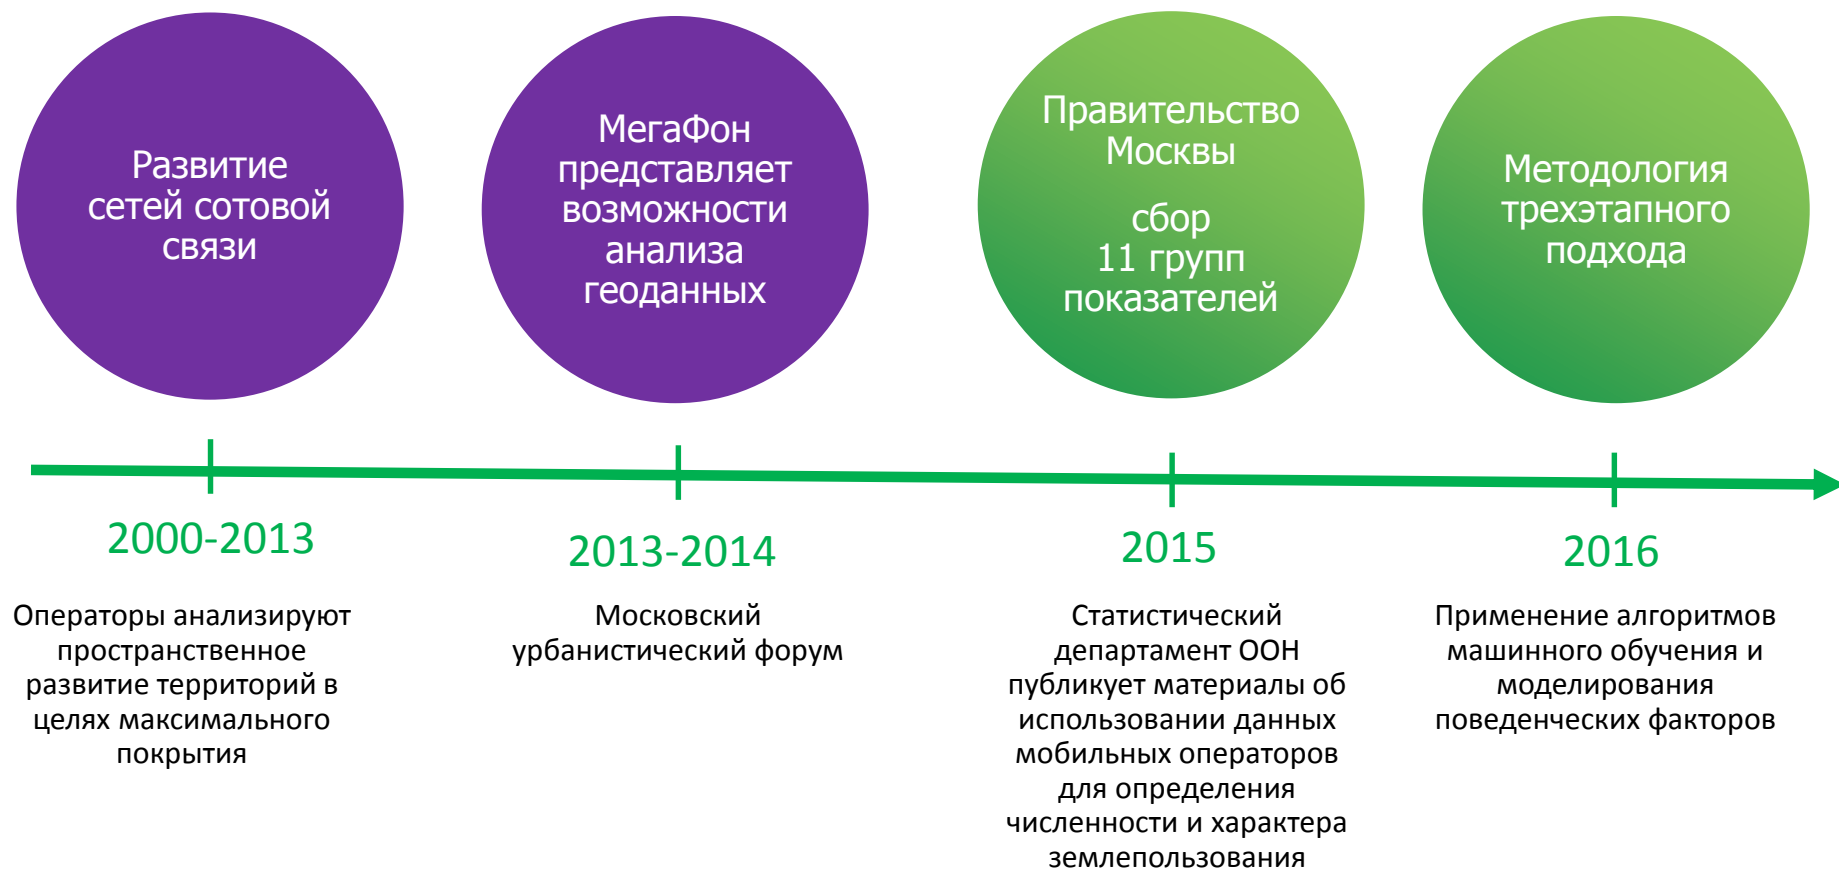 Развитие
сетей сотовой
связи
МегаФон
представляет
возможности
анализа
геоданных
Правительство
Москвы
сбор
11 групп
показателей
Методология
трехэтапного
подхода
2000-2013
Операторы анализируют
пространственное
развитие территорий в
целях максимального
покрытия
2013-2014
Московский
урбанистический форум
2015
Статистический
департамент ООН
публикует материалы об
использовании данных
мобильных операторов
для определения
численности и характера
землепользования
2016
Применение алгоритмов
машинного обучения и
моделирования
поведенческих факторов